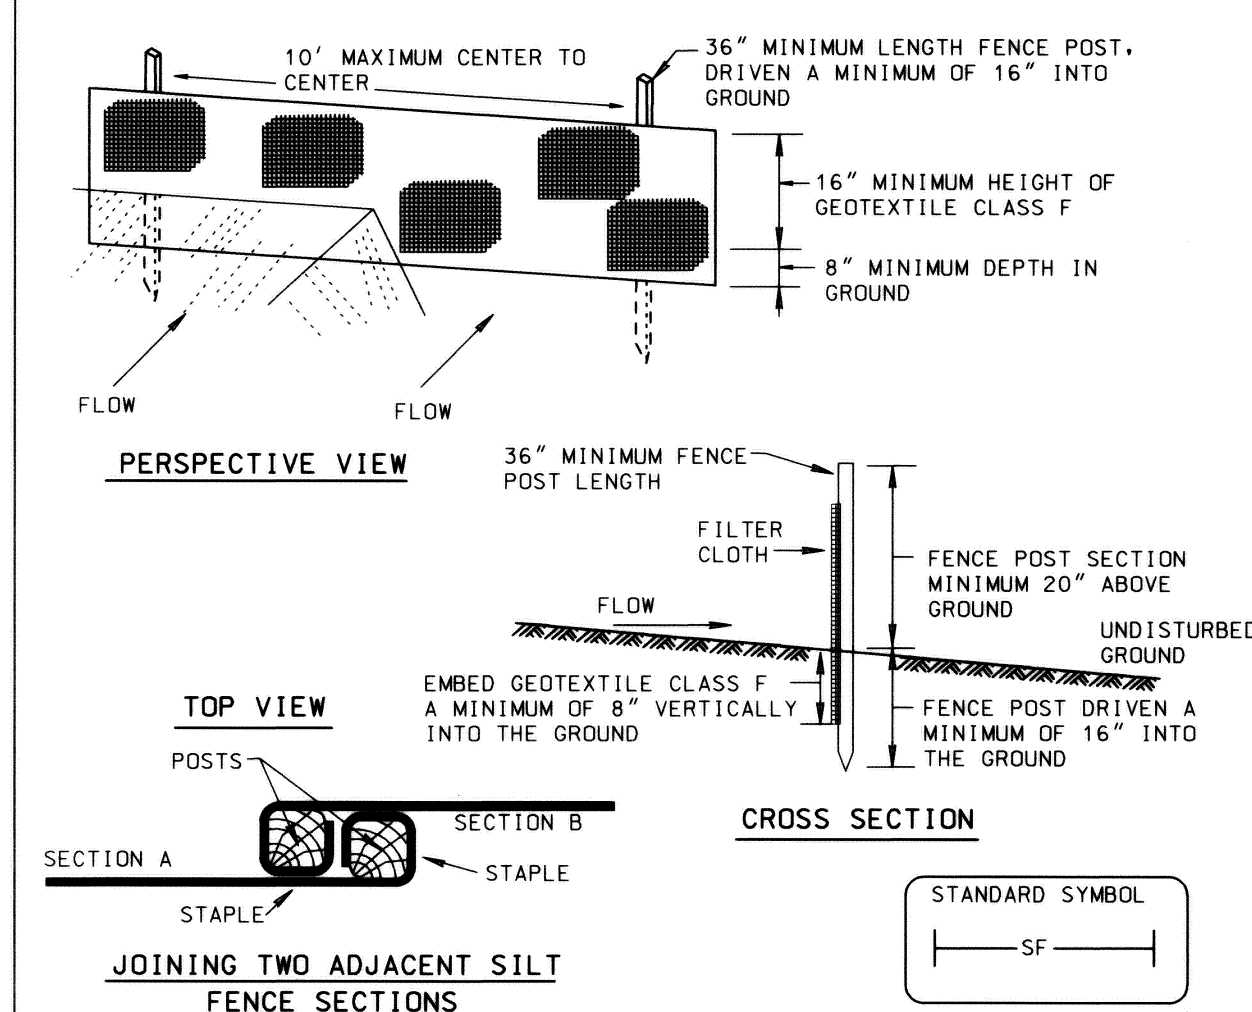 10' MAXIMUM CENTER TO
CENTER
36" MINIMUM LENGTH FENCE POST,
DRIVEN A MINIMUM OF 16" INTO
GROUND
16" MINIMUM HEIGHT OF
GEOTEXTILE CLASS F
8" MINIMUM DEPTH IN
GROUND
FLOW
FLOW
PERSPECTIVE VIEW
36" MINIMUM FENCE
POST LENGTH
FILTER
CLOTH
FENCE POST SECTION
MINIMUM 20" ABOVE
GROUND
FLOW
UNDISTURBED
GROUND
EMBED GEOTEXTILE CLASS F
A MINIMUM OF 8" VERTICALLY
INTO THE GROUND
FENCE POST DRIVEN A
MINIMUM OF 16" INTO
THE GROUND
CROSS SECTION
TOP VIEW
POSTS
SECTION B
SECTION A
STAPLE
STAPLE
JOINING TWO ADJACENT SILT
FENCE SECTIONS
STANDARD SYMBOL
SF